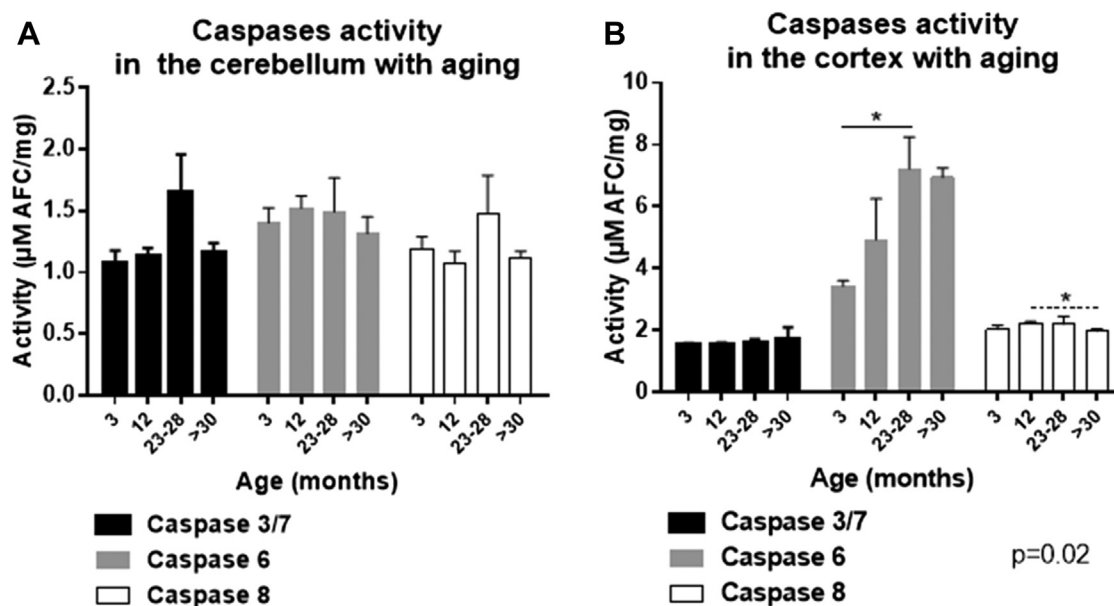 A
Caspases activity
in the cerebellum with aging
Activity (µM AFC/mg)
2.5
2.0
1.5
1.0
0.5
0.0
3 12 23-28 >30 3 12 23-28 >30 3 12 23-28 >30
Age (months)
Caspase 3/7
Caspase 6
Caspase 8
B
Caspases activity
in the cortex with aging
Activity (µM AFC/mg)
10
8
6
4
2
0
* *
3 12 23-28 >30 3 12 23-28 >30 3 12 23-28 >30
Age (months)
Caspase 3/7
Caspase 6
Caspase 8
p=0.02